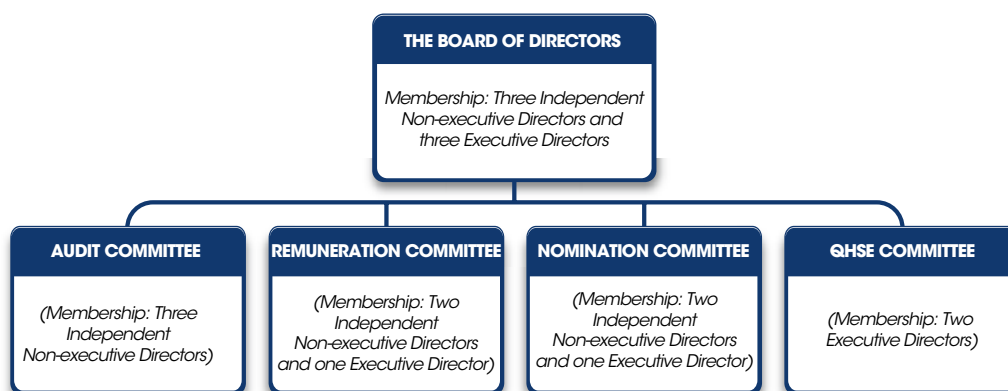 THE BOARD OF DIRECTORS
Membership: Three Independent
Non-executive Directors and
three Executive Directors
AUDIT COMMITTEE
(Membership: Three
Independent
Non-executive Directors)
REMUNERATION COMMITTEE
(Membership: Two
Independent
Non-executive Directors
and one Executive Director)
NOMINATION COMMITTEE
(Membership: Two
Independent
Non-executive Directors
and one Executive Director)
QHSE COMMITTEE
(Membership: Two
Executive Directors)